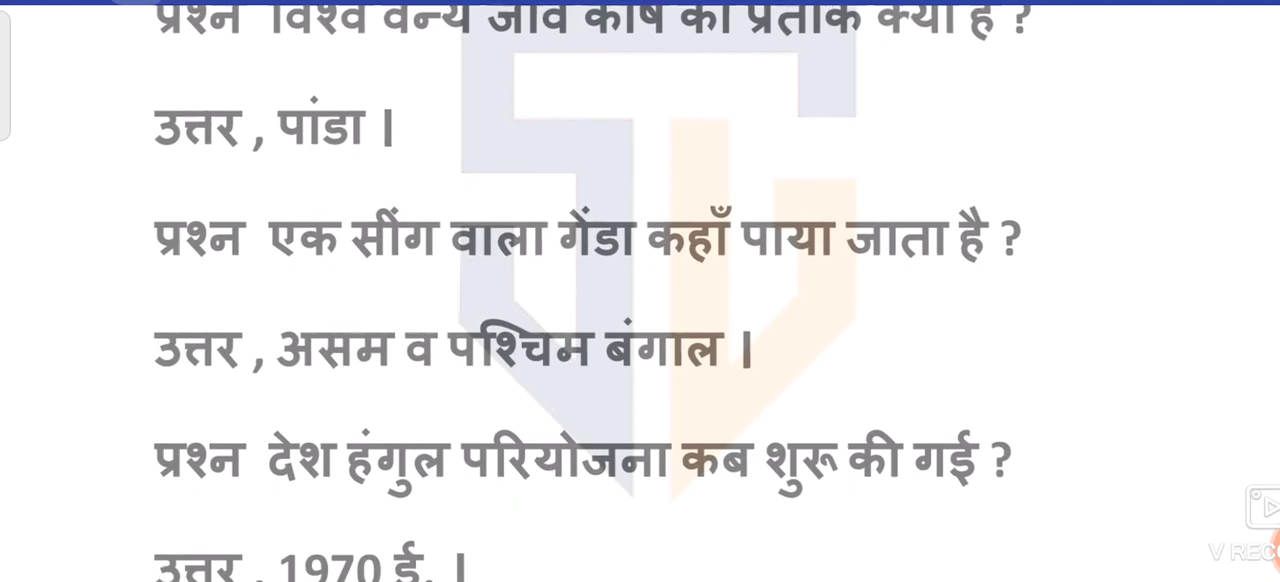 प्रश्न विश्व वन्य जीव कोष का प्रतीक क्या है ?
उत्तर , पांडा ।
प्रश्न एक सींग वाला गेंडा कहाँ पाया जाता है ?
उत्तर , असम व पश्चिम बंगाल ।
प्रश्न देश हंगुल परियोजना कब शुरू की गई ?
उत्तर , 1970 ई. ।
V REC